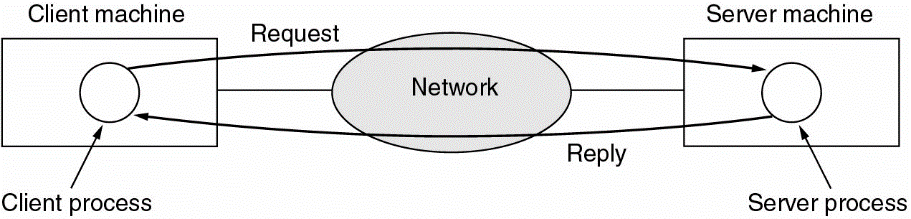 Client machine
Server machine
Request
Network
Reply
Client process
Server process